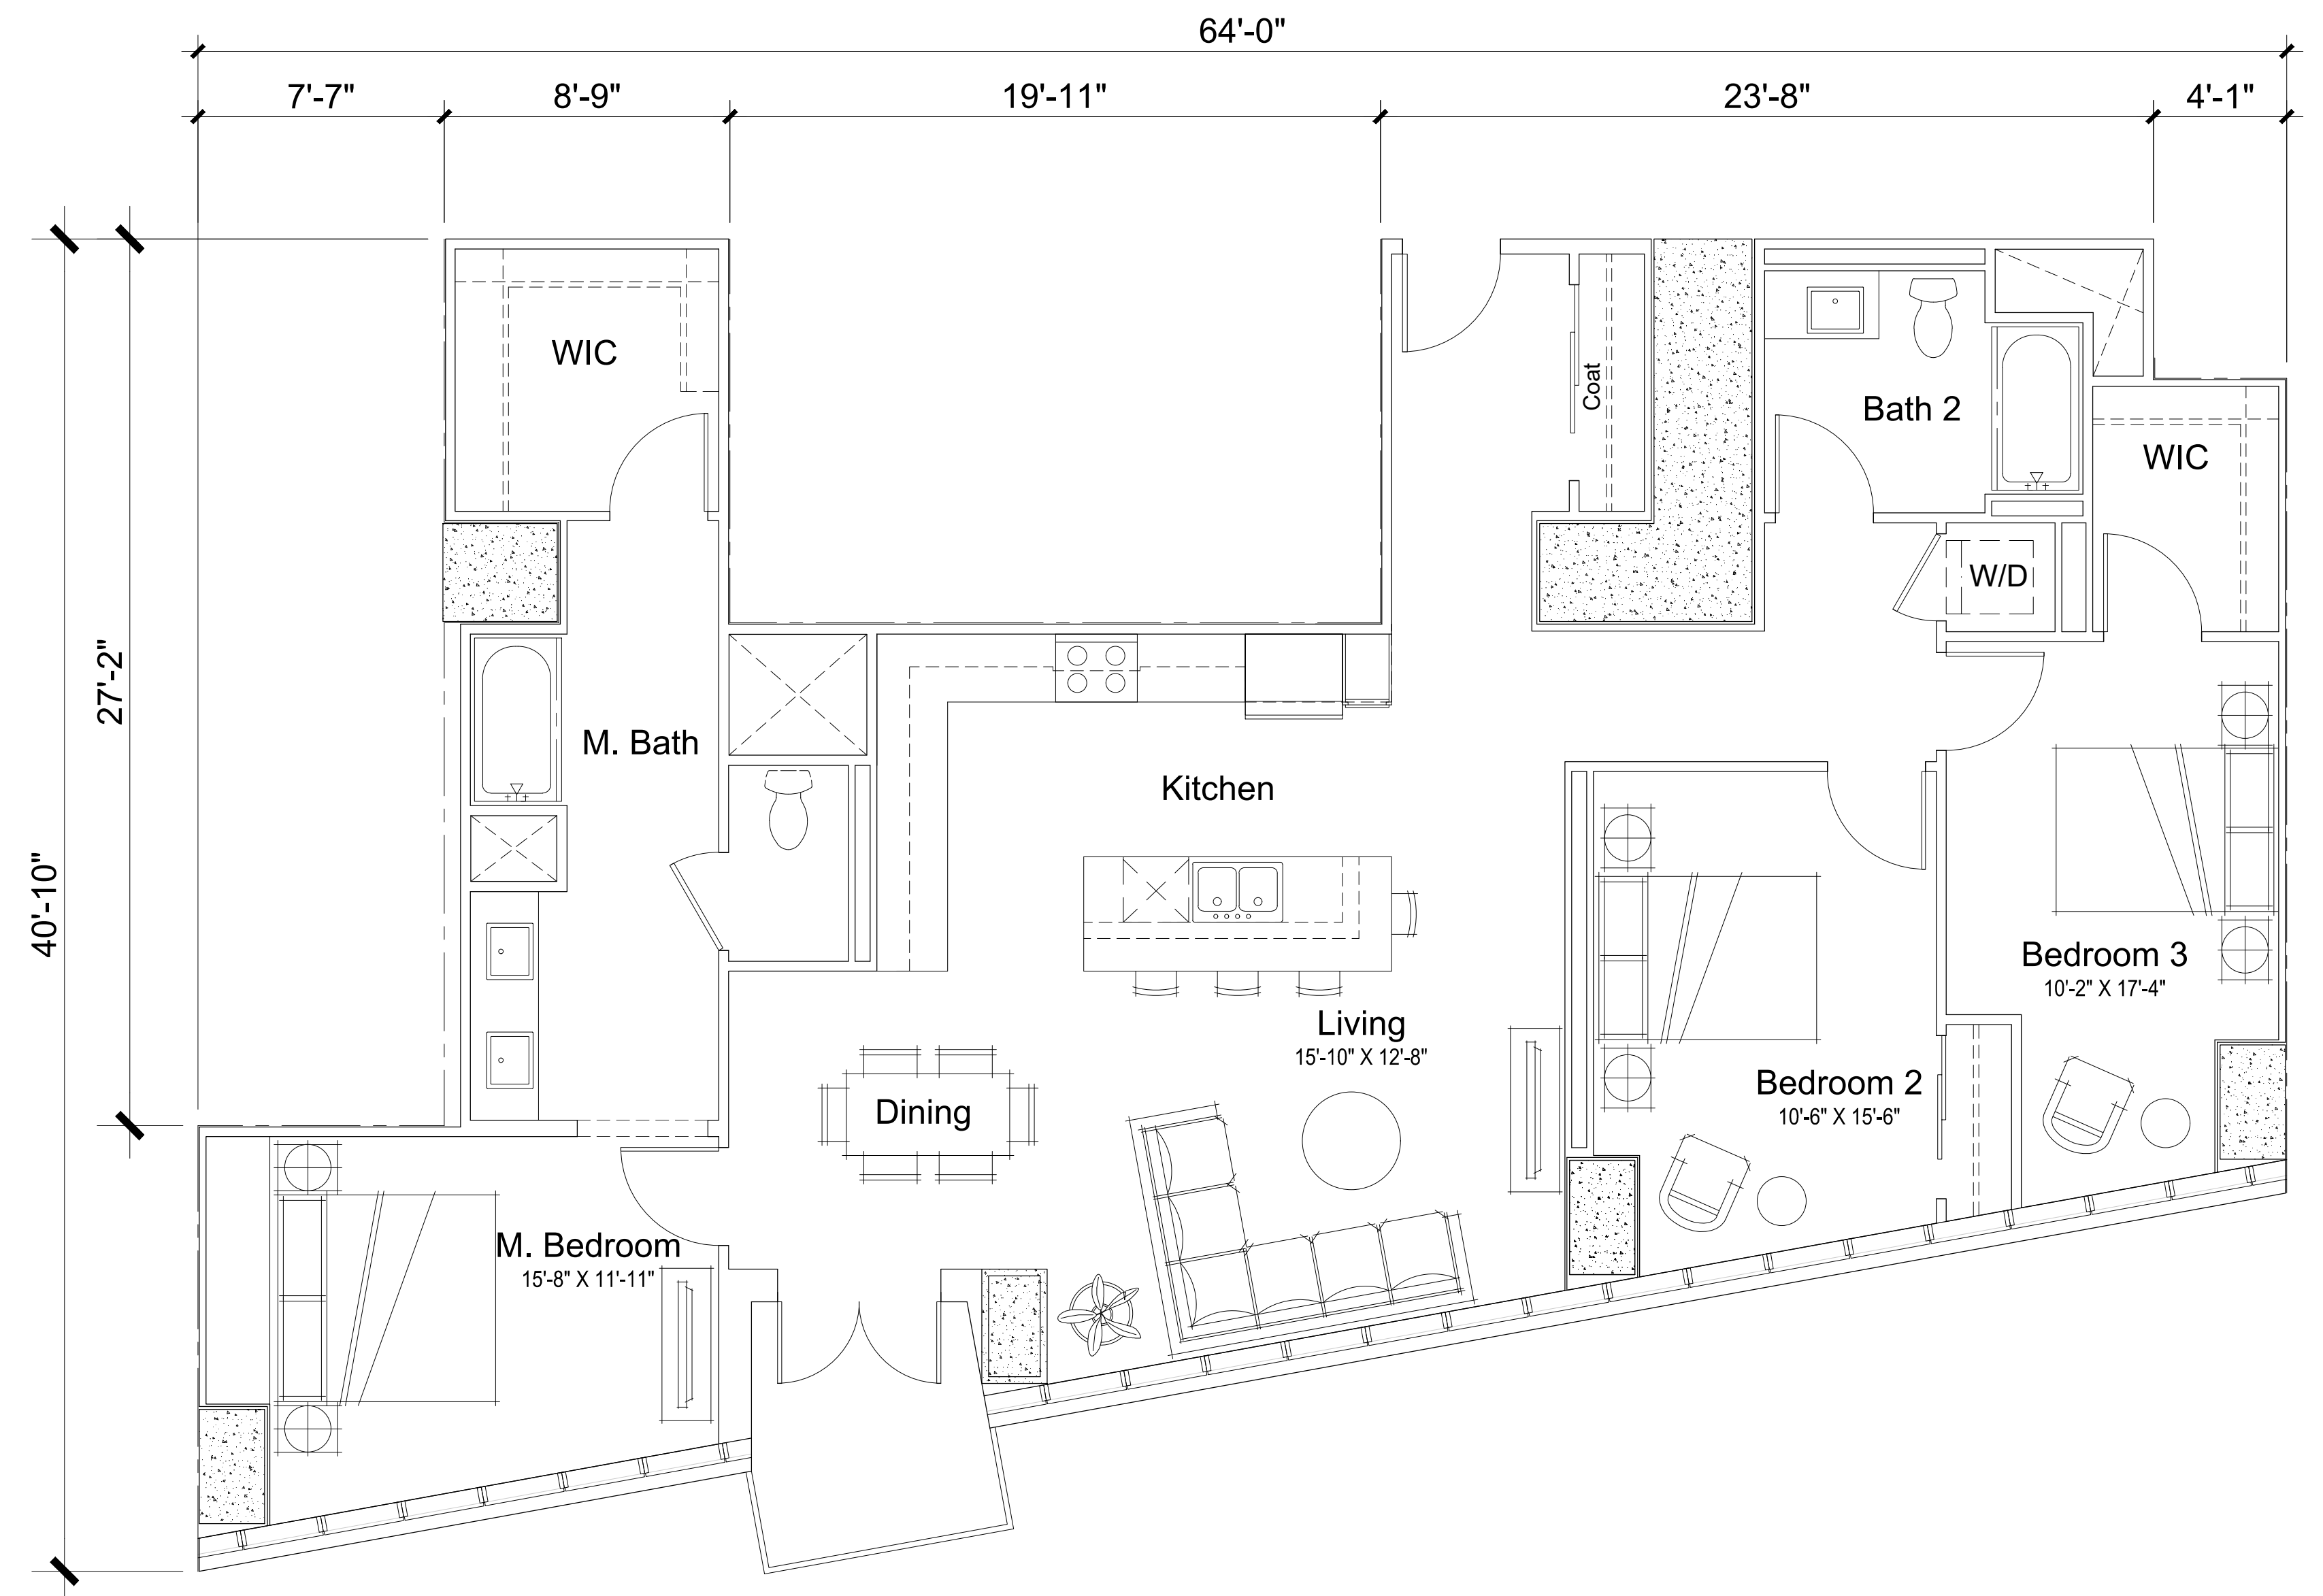 64'-0"
7'-7"
8'-9"
19'-11"
23'-8"
4'-1"
27'-2"
40'-10"
WIC
Coat
Bath 2
WIC
W/D
M. Bath
Kitchen
Bedroom 3
10'-2" X 17'-4"
Living
15'-10" X 12'-8"
Bedroom 2
10'-6" X 15'-6"
Dining
M. Bedroom
15'-8" X 11'-11"